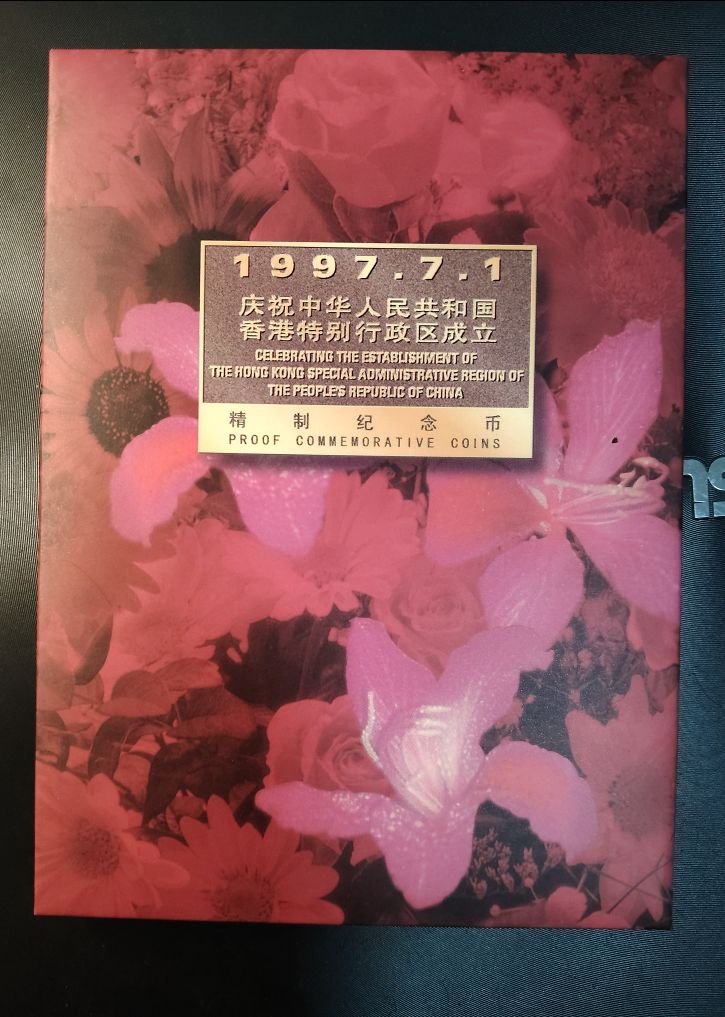 1997.7.1
庆祝中华人民共和国
香港特别行政区成立
CELEBRATING THE ESTABLISHMENT OF
THE HONG KONG SPECIAL ADMINISTRATIVE REGION OF
THE PEOPLE'S REPUBLIC OF CHINA
精制纪念币
PROOF COMMEMORATIVE COINS